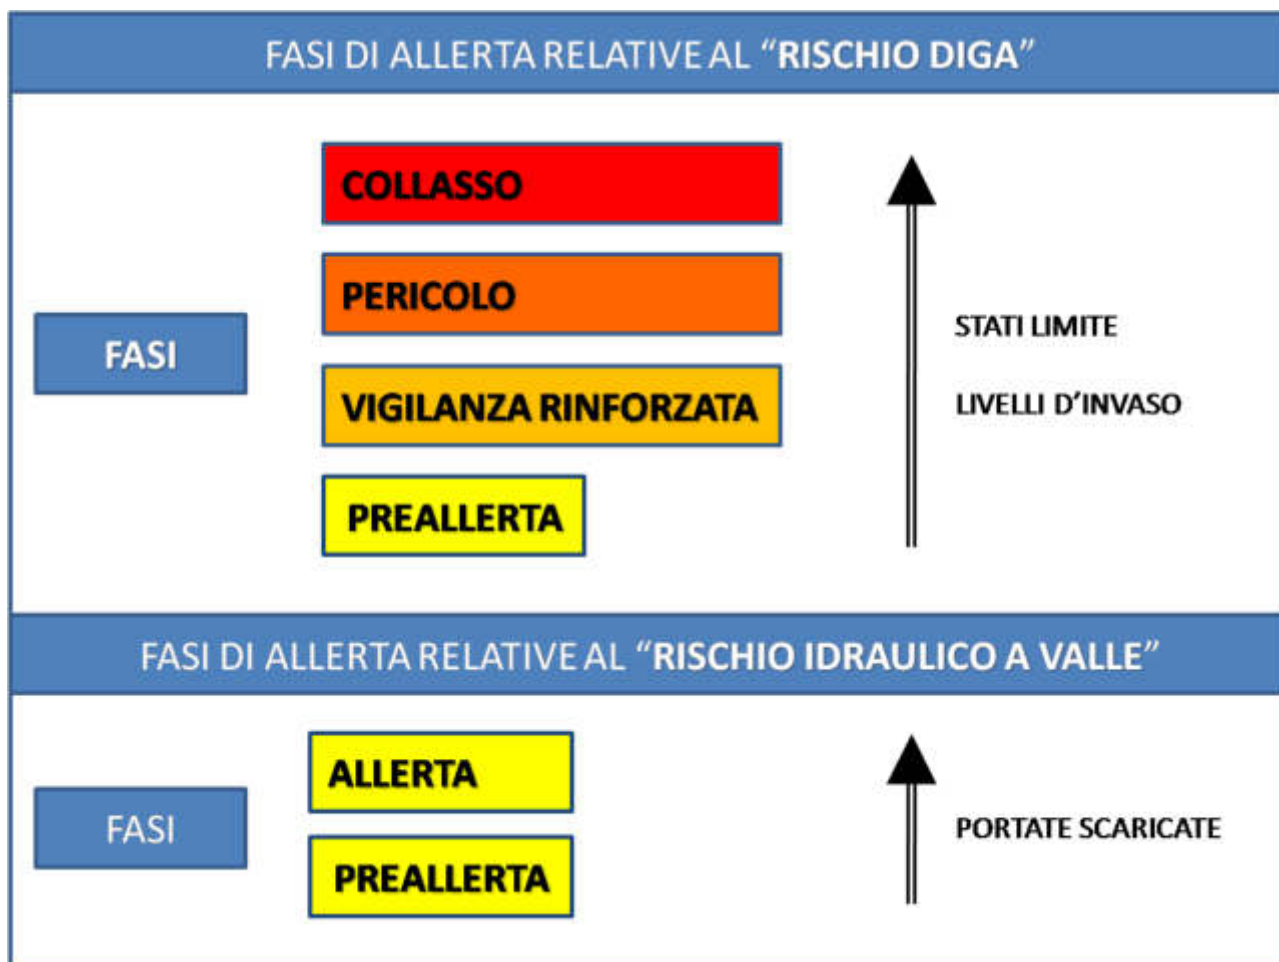 FASI DI ALLERTA RELATIVE AL “RISCHIO DIGA”
COLLASSO
PERICOLO
FASI
VIGILANZA RINFORZATA
PREALLERTA
STATI LIMITE
LIVELLI D’INVASO
FASI DI ALLERTA RELATIVE AL “RISCHIO IDRAULICO A VALLE”
ALLERTA
FASI
PREALLERTA
PORTATE SCARICATE